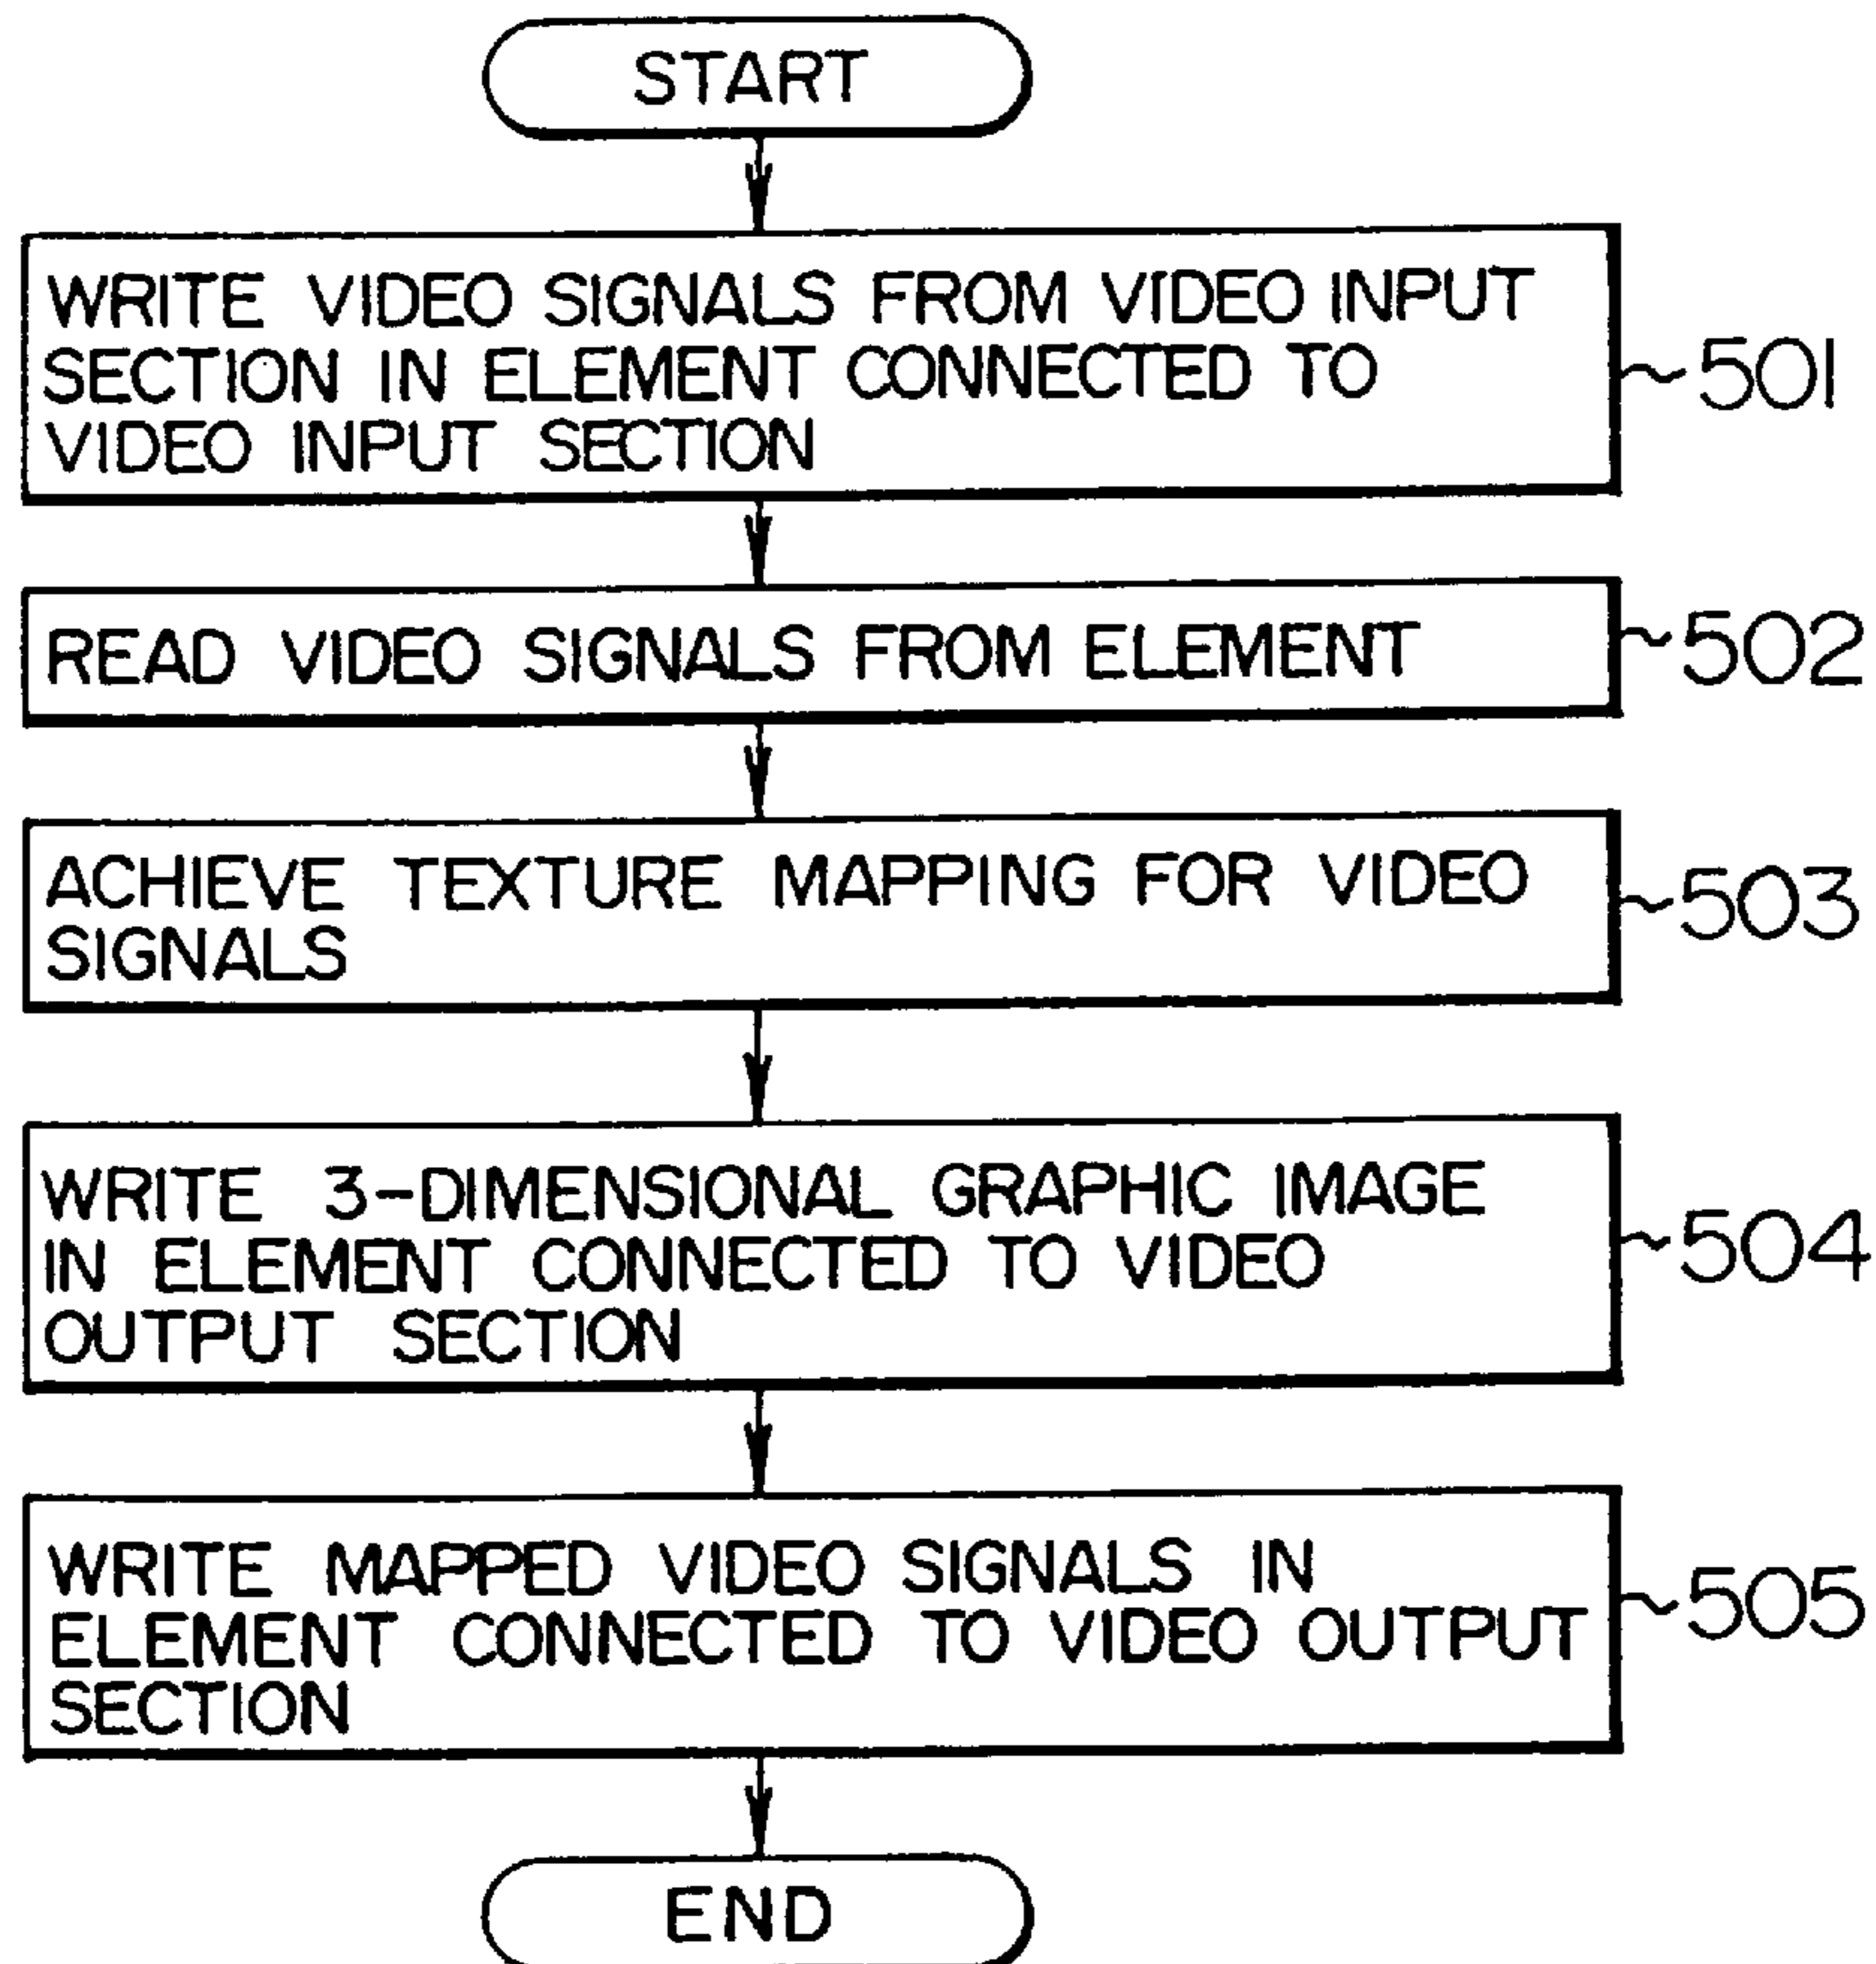 START
WRITE VIDEO SIGNALS FROM VIDEO INPUT
SECTION IN ELEMENT CONNECTED TO
VIDEO INPUT SECTION
501
READ VIDEO SIGNALS FROM ELEMENT
502
ACHIEVE TEXTURE MAPPING FOR VIDEO
SIGNALS
503
WRITE 3-DIMENSIONAL GRAPHIC IMAGE
IN ELEMENT CONNECTED TO VIDEO
OUTPUT SECTION
504
WRITE MAPPED VIDEO SIGNALS IN
ELEMENT CONNECTED TO VIDEO OUTPUT
SECTION
505
END